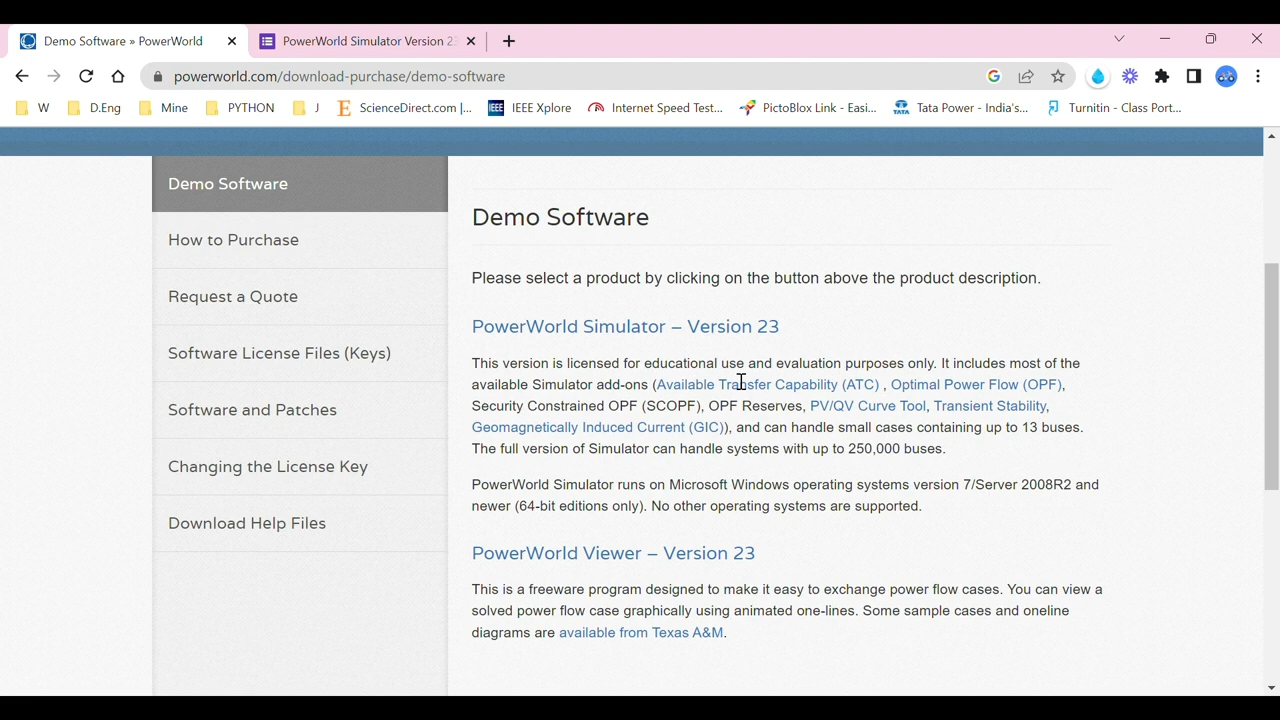 Demo Software » PowerWorld
PowerWorld Simulator Version 23
powerworld.com/download-purchase/demo-software
W
D.Eng
Mine
PYTHON
J
ScienceDirect.com |...
IEEE
IEEE Xplore
Internet Speed Test...
PictoBlox Link - Easi...
TATA
Tata Power - India's...
Turnitin - Class Port...
Demo Software
How to Purchase
Request a Quote
Software License Files (Keys)
Software and Patches
Changing the License Key
Download Help Files
Demo Software
Please select a product by clicking on the button above the product description.
PowerWorld Simulator – Version 23
This version is licensed for educational use and evaluation purposes only. It includes most of the
available Simulator add-ons (Available Transfer Capability (ATC) , Optimal Power Flow (OPF),
Security Constrained OPF (SCOPF), OPF Reserves, PV/QV Curve Tool, Transient Stability,
Geomagnetically Induced Current (GIC)), and can handle small cases containing up to 13 buses.
The full version of Simulator can handle systems with up to 250,000 buses.
PowerWorld Simulator runs on Microsoft Windows operating systems version 7/Server 2008R2 and
newer (64-bit editions only). No other operating systems are supported.
PowerWorld Viewer – Version 23
This is a freeware program designed to make it easy to exchange power flow cases. You can view a
solved power flow case graphically using animated one-lines. Some sample cases and oneline
diagrams are available from Texas A&M.